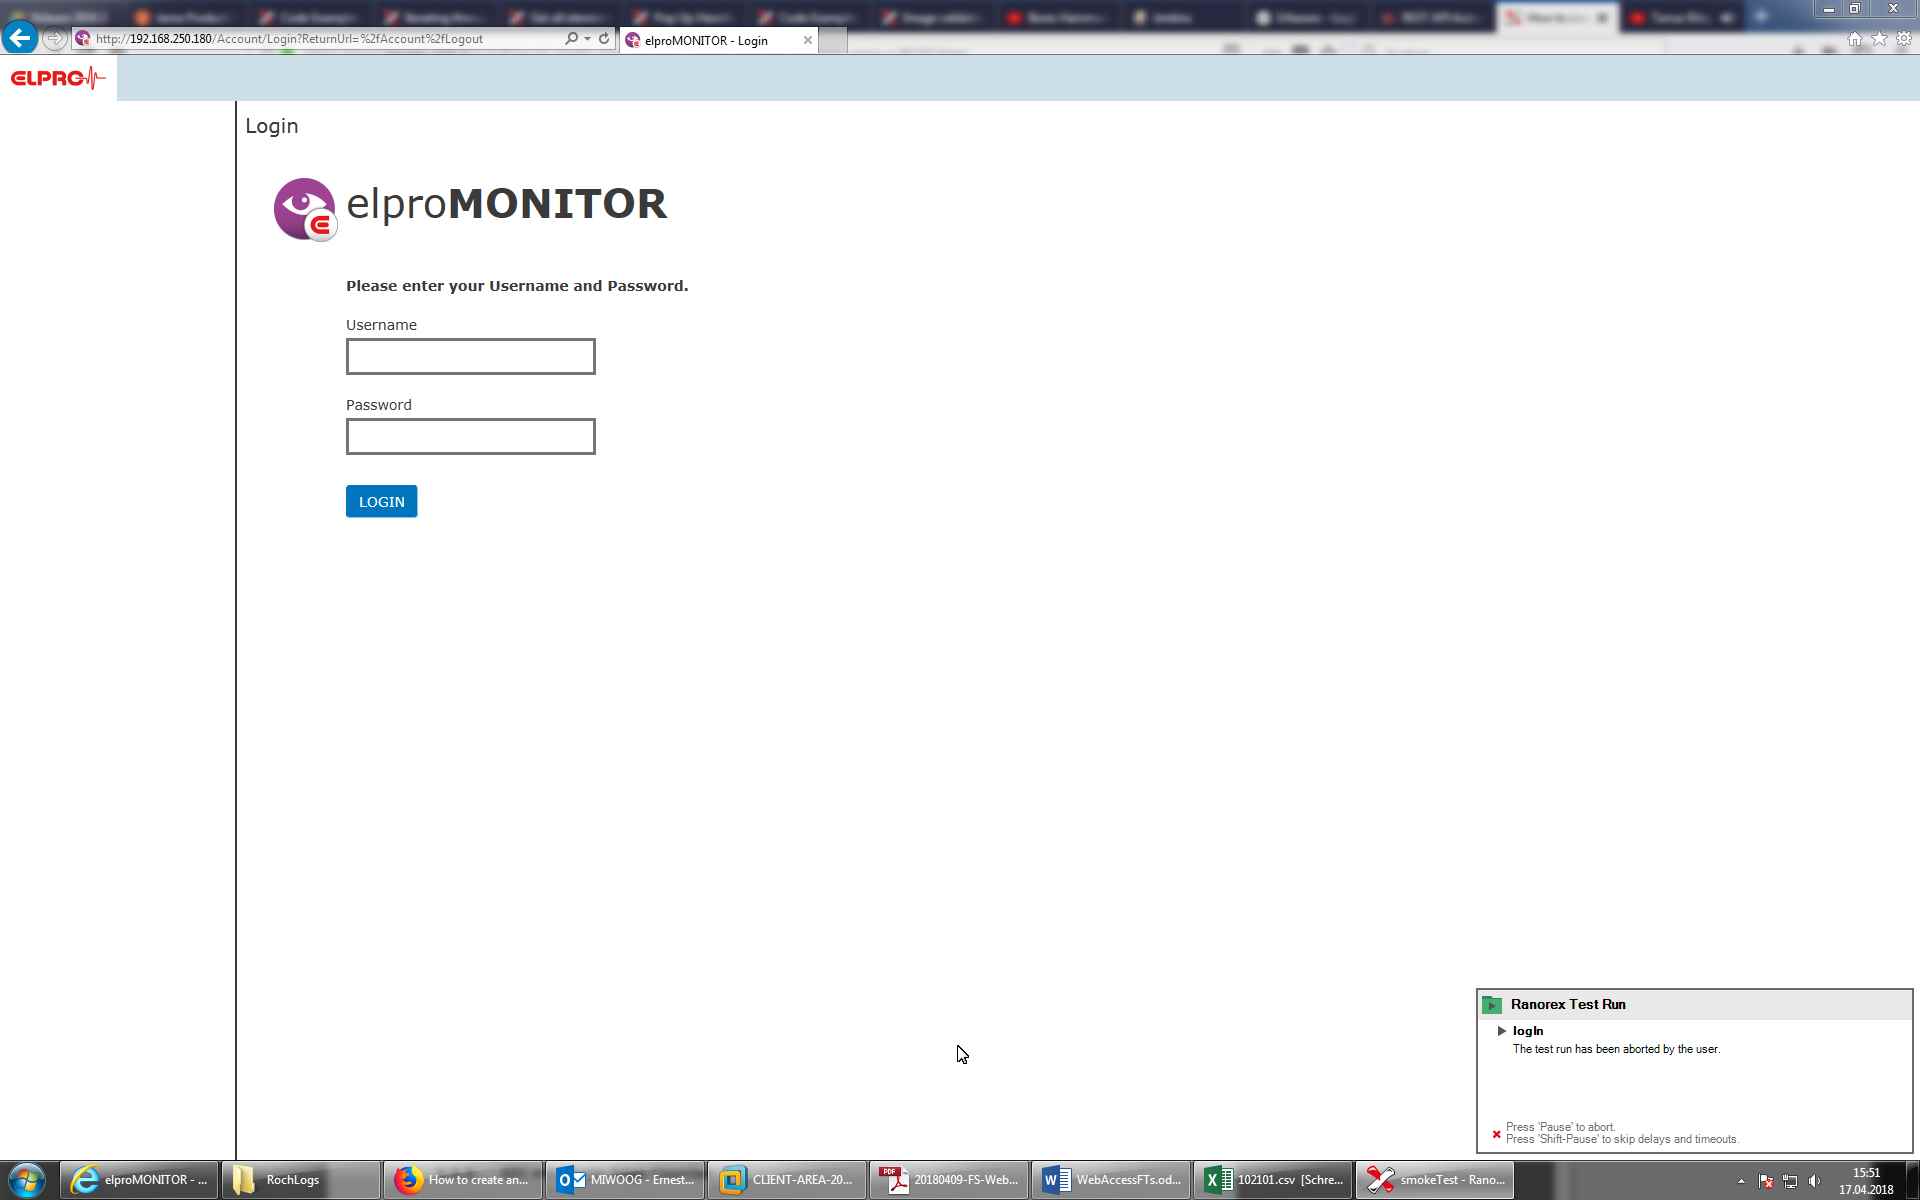 http://192.168.250.180/Account/Login?ReturnUrl=%2fAccount%2fLogout
elproMONITOR - Login
ELPRO
Login
elproMONITOR
Please enter your Username and Password.
Username
Password
LOGIN
Ranorex Test Run
logIn
The test run has been aborted by the user.
Press 'Pause' to abort.
Press 'Shift-Pause' to skip delays and timeouts.
elproMONITOR - ...
RochLogs
How to create an...
MIWOOG - Ernest...
CLIENT-AREA-20...
20180409-FS-Web...
WebAccessFTs.od...
102101.csv [Schre...
smokeTest - Rano...
15:51
17.04.2018